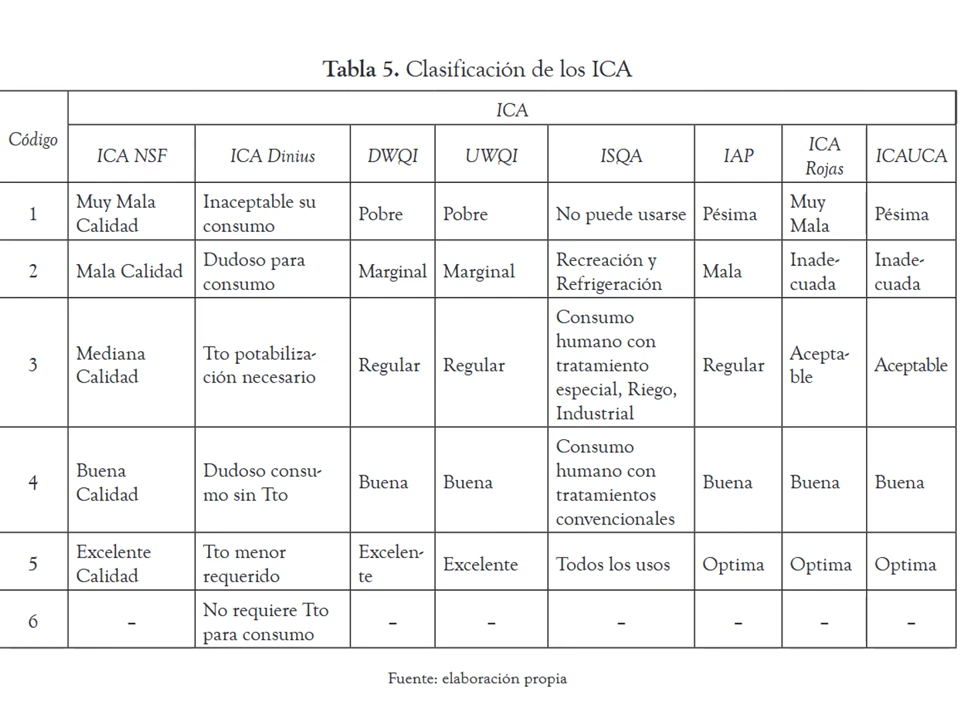 Tabla 5. Clasificación de los ICA
Código
ICA
ICA NSF
ICA Dinius
DWQI
UWQI
ISQA
IAP
ICA
Rojas
ICAUCA
1
Muy Mala
Calidad
Inaceptable su
consumo
Pobre
Pobre
No puede usarse
Pésima
Muy
Mala
Pésima
2
Mala Calidad
Dudoso para
consumo
Marginal
Marginal
Recreación y
Refrigeración
Mala
Inade-
cuada
Inade-
cuada
3
Mediana
Calidad
Tto potabiliza-
ción necesario
Regular
Regular
Consumo
humano con
tratamiento
especial, Riego,
Industrial
Regular
Acepta-
ble
Aceptable
4
Buena
Calidad
Dudoso consu-
mo sin Tto
Buena
Buena
Consumo
humano con
tratamientos
convencionales
Buena
Buena
Buena
5
Excelente
Calidad
Tto menor
requerido
Excelen-
te
Excelente
Todos los usos
Optima
Optima
Optima
6
–
No requiere Tto
para consumo
–
–
–
–
–
–
Fuente: elaboración propia